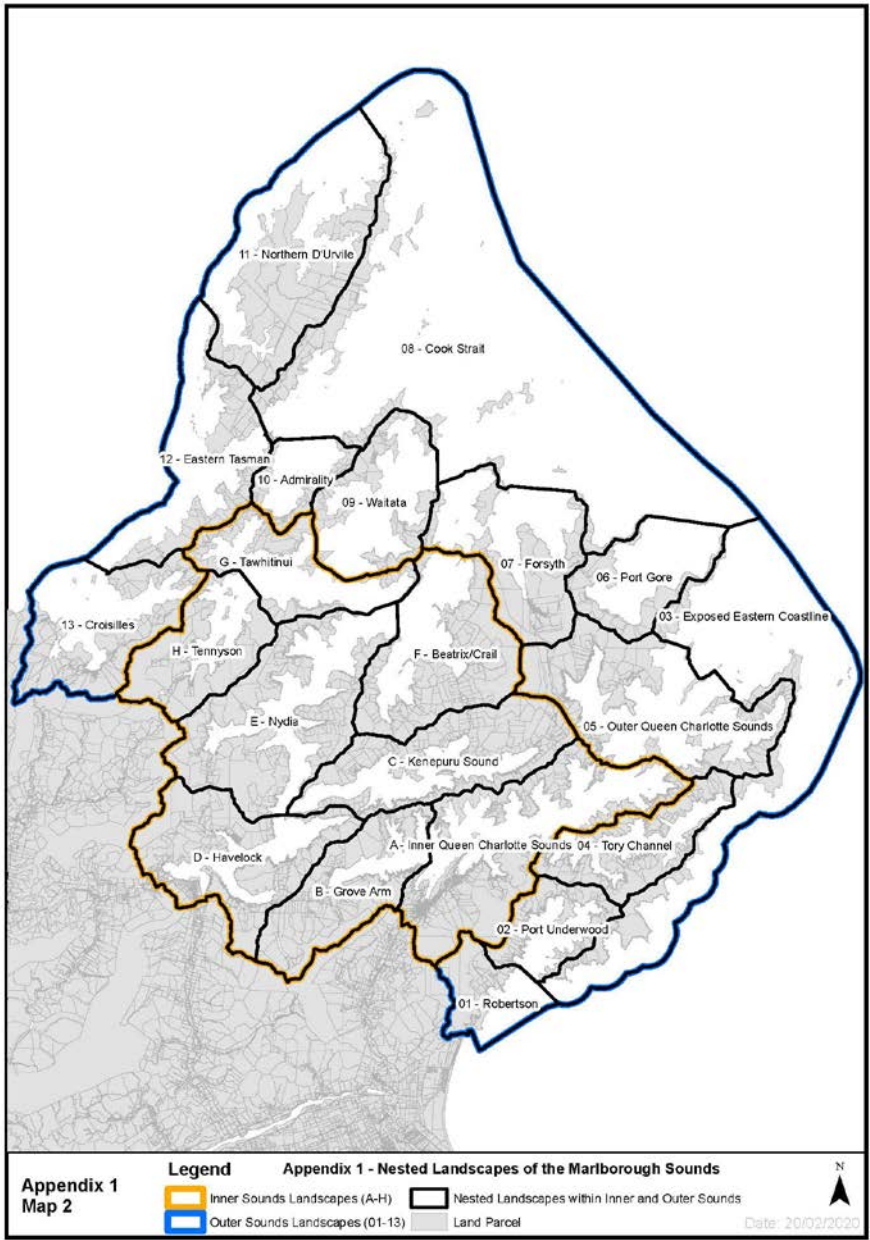 11 - Northern D'Urvile
08 - Cook Strait
12 - Eastern Tasman
10 - Admirality
09 - Waitata
G - Tawhitinui
07 - Forsyth
06 - Port Gore
03 - Exposed Eastern Coastline
13 - Croisilles
H - Tennyson
F - Beatrix/Crail
E - Nydia
05 - Outer Queen Charlotte Sounds
C - Kenepuru Sound
A - Inner Queen Charlotte Sounds
04 - Tory Channel
D - Havelock
B - Grove Arm
02 - Port Underwood
01 - Robertson
Appendix 1
Map 2
Legend
Appendix 1 - Nested Landscapes of the Marlborough Sounds
Inner Sounds Landscapes (A-H)
Nested Landscapes within Inner and Outer Sounds
Outer Sounds Landscapes (01-13)
Land Parcel
N
Date: 20/02/2020